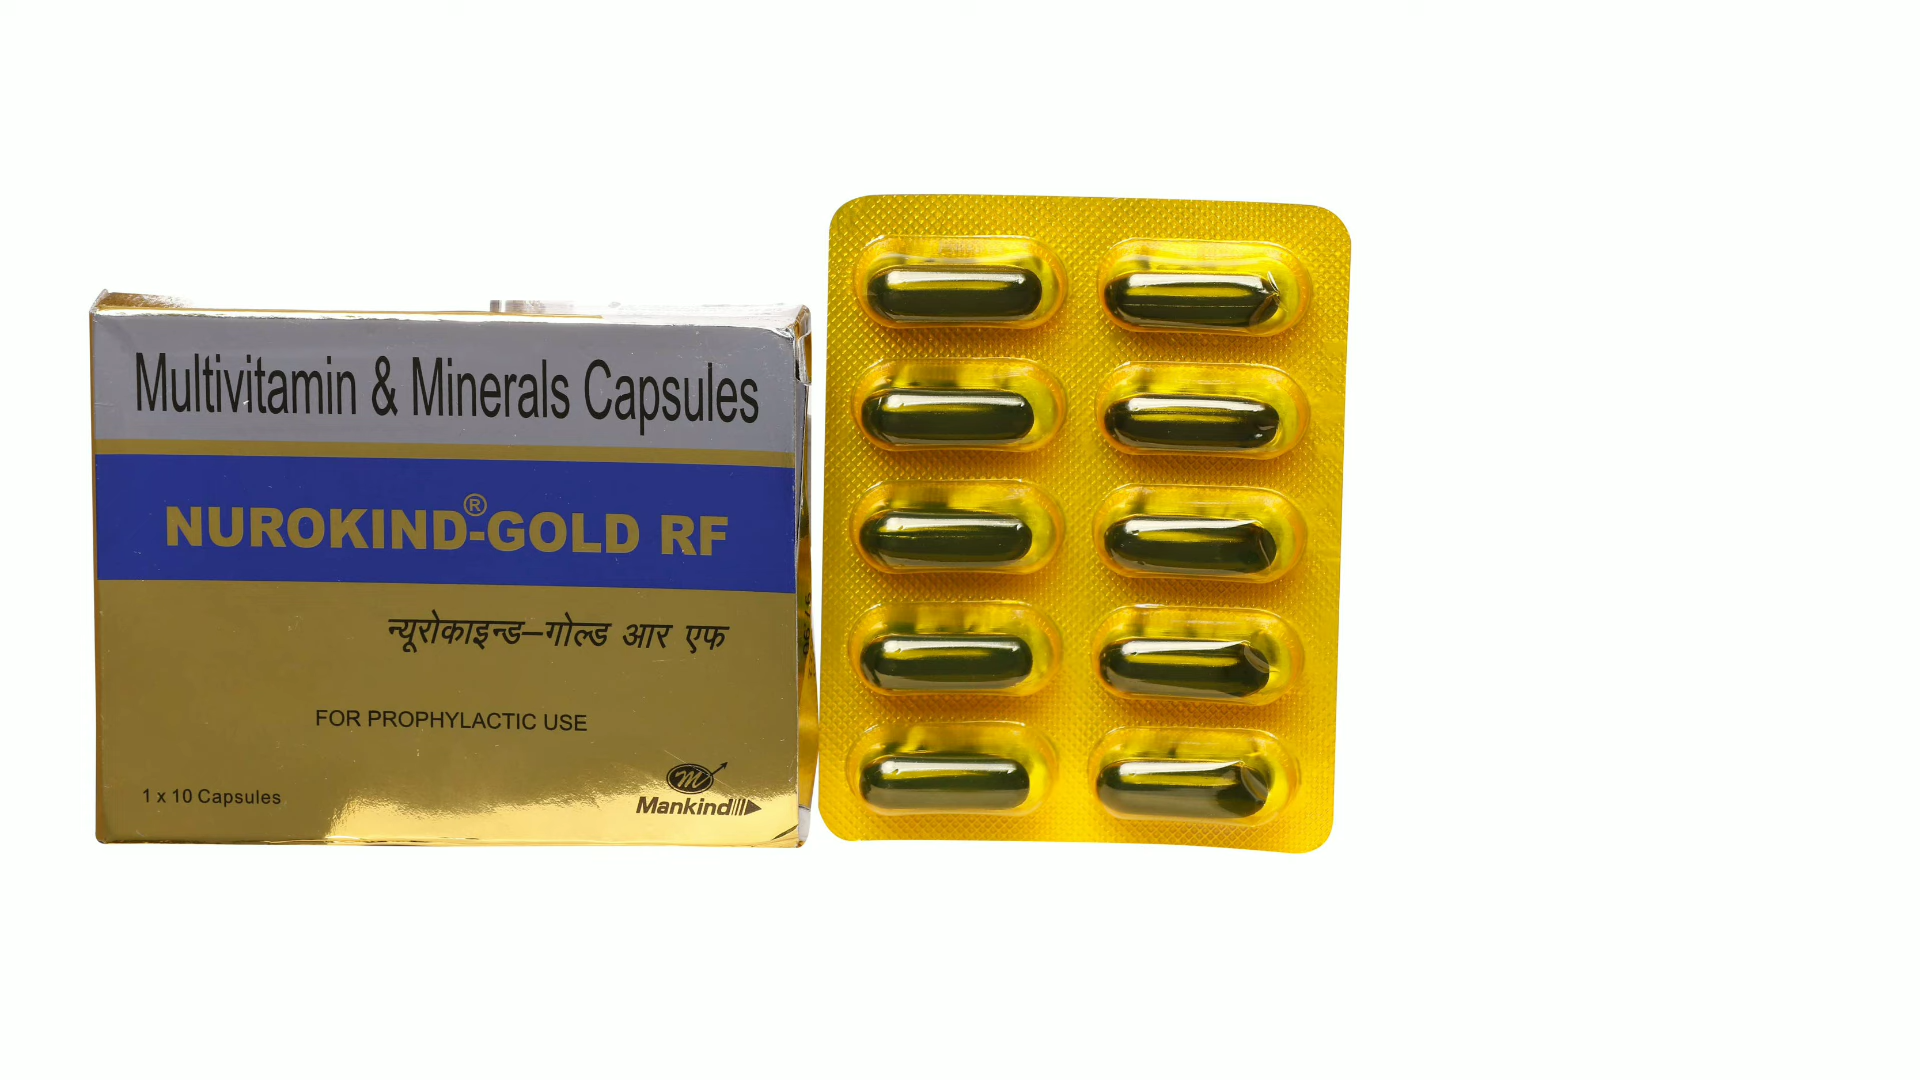 Multivitamin & Minerals Capsules
NUROKIND®-GOLD RF
न्यूरोकाइन्ड–गोल्ड आर एफ
FOR PROPHYLACTIC USE
1 x 10 Capsules
Mankind